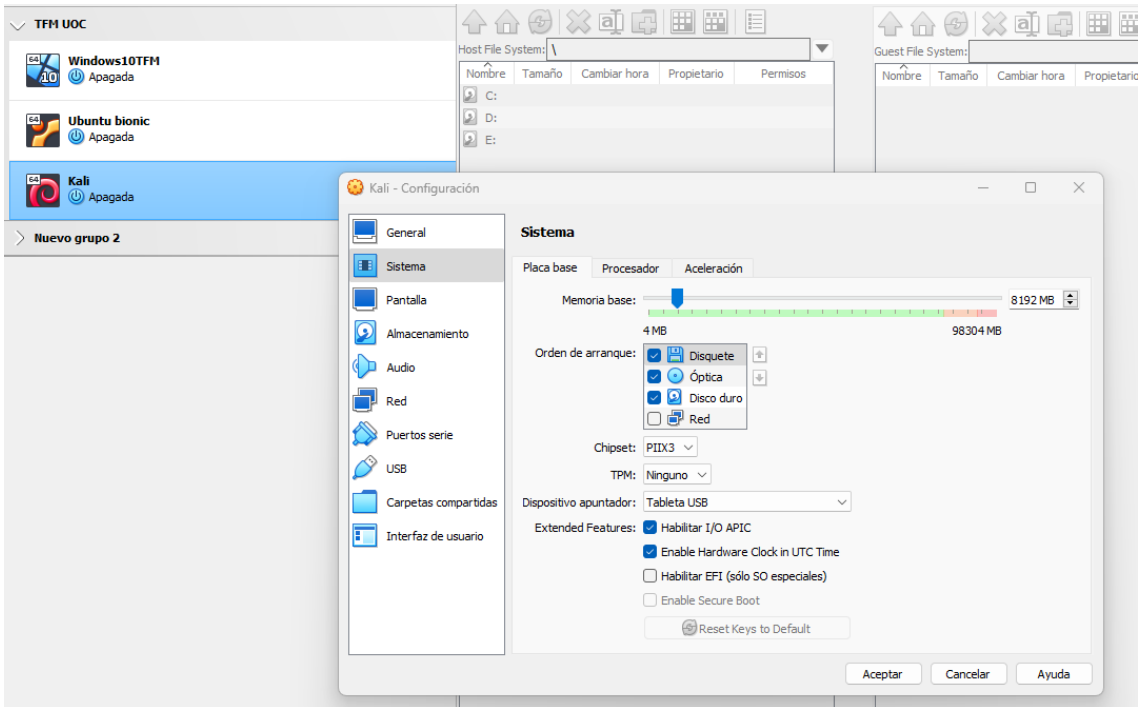 TFM UOC
64
10
Windows10TFM
Apagada
64
Ubuntu bionic
Apagada
64
Kali
Apagada
Nuevo grupo 2
Host File System: \
Nombre Tamaño Cambiar hora Propietario Permisos
C:
D:
E:
Guest File System:
Nombre Tamaño Cambiar hora Propietario
Kali - Configuración
General
Sistema
Pantalla
Almacenamiento
Audio
Red
Puertos serie
USB
Carpetas compartidas
Interfaz de usuario
Sistema
Placa base Procesador Aceleración
Memoria base: 8192 MB
4 MB 98304 MB
Orden de arranque: Disquete
Óptica
Disco duro
Red
Chipset: PIIX3
TPM: Ninguno
Dispositivo apuntador: Tableta USB
Extended Features: Habilitar I/O APIC
Enable Hardware Clock in UTC Time
Habilitar EFI (sólo SO especiales)
Enable Secure Boot
Reset Keys to Default
Aceptar Cancelar Ayuda